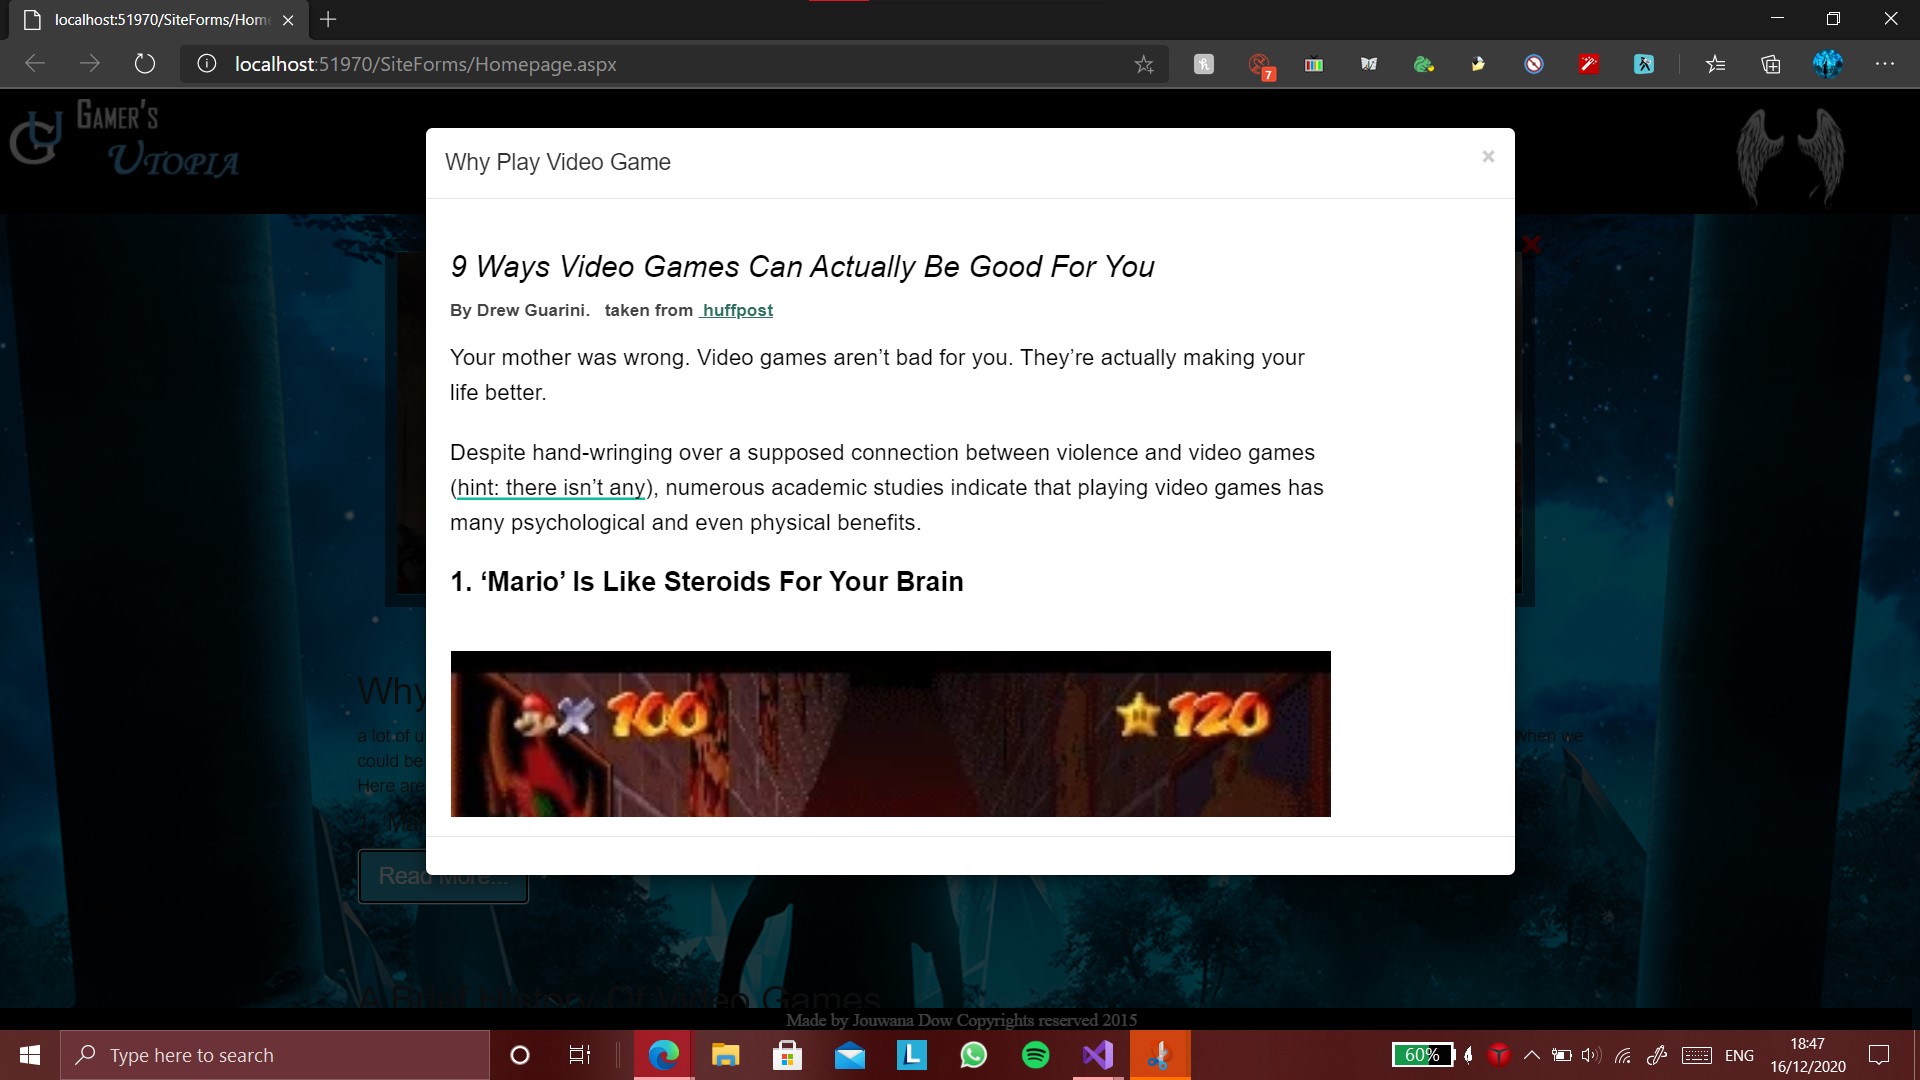 localhost:51970/SiteForms/Home
localhost:51970/SiteForms/Homepage.aspx
7
GU
GAMER'S
UTOPIA
Why Play Video Game
×
9 Ways Video Games Can Actually Be Good For You
By Drew Guarini. taken from huffpost
Your mother was wrong. Video games aren’t bad for you. They’re actually making your
life better.
Despite hand-wringing over a supposed connection between violence and video games
(hint: there isn’t any), numerous academic studies indicate that playing video games has
many psychological and even physical benefits.
1. ‘Mario’ Is Like Steroids For Your Brain
× 100
120
Why
a lot of u
when we
could be
Here are
1. Ma
Read More...
A Brief History Of Video Games
Made by Jouwana Dow Copyrights reserved 2015
Type here to search
L
60%
ENG
18:47
16/12/2020